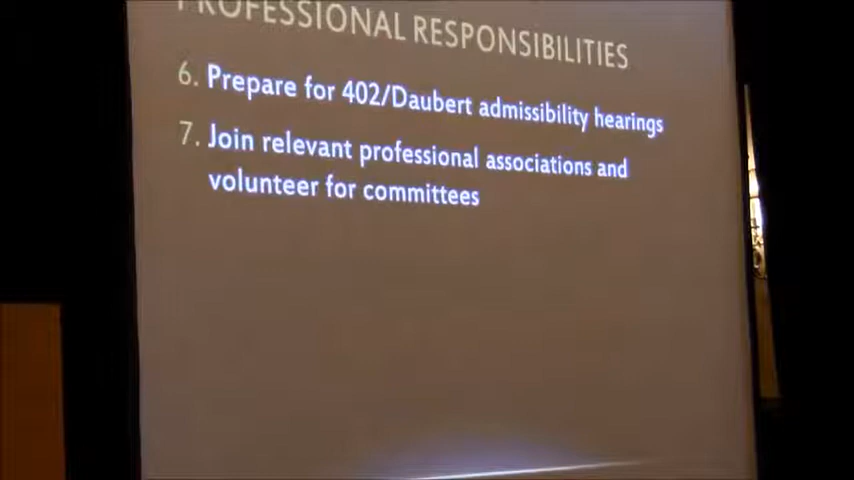 PROFESSIONAL RESPONSIBILITIES
6. Prepare for 402/Daubert admissibility hearings
7. Join relevant professional associations and
volunteer for committees